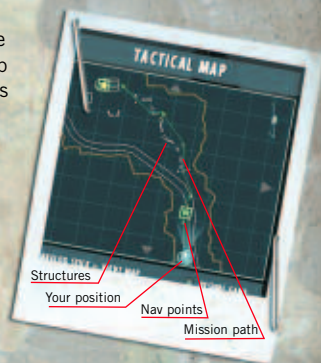 TACTICAL MAP
Structures
Your position
Nav points
Mission path